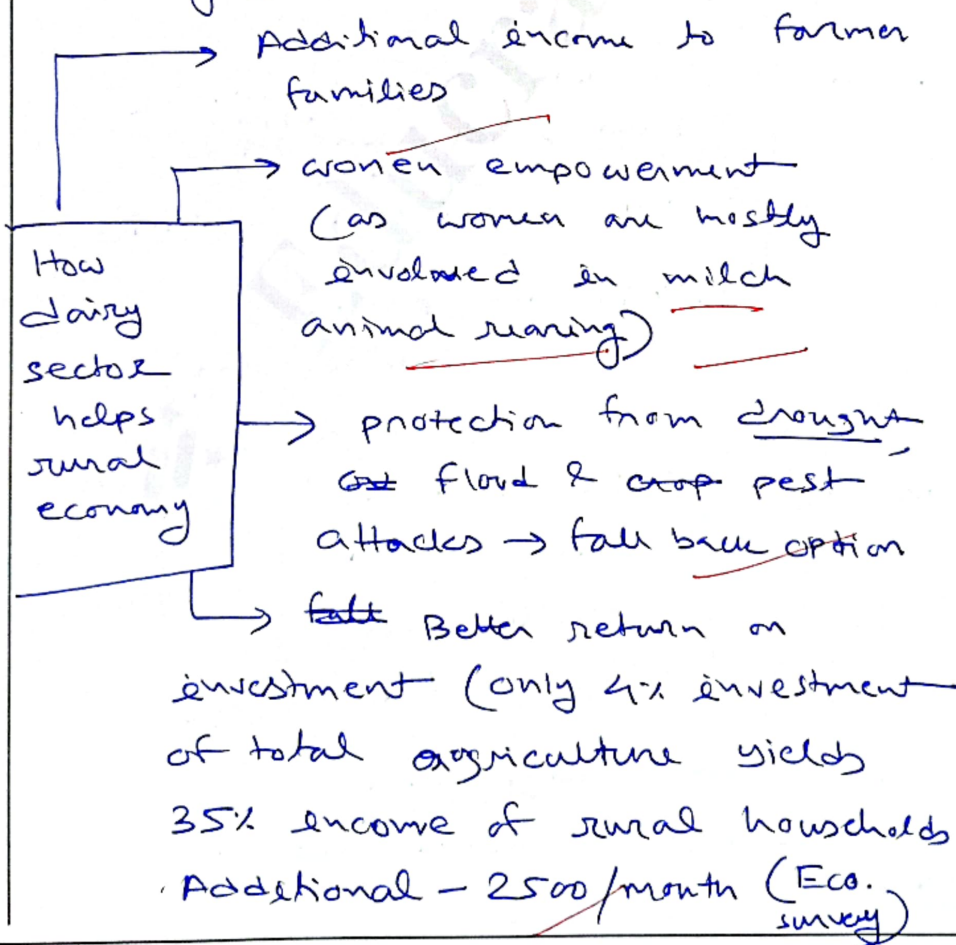 Additional income to farmer
families
women empowerment
(as women are mostly
involved in milch
animal rearing)
How
dairy
sector
helps
rural
economy
protection from drought,
flood & crop pest
attacks → fall back option
Better return on
investment (only 4% investment
of total agriculture yields
35% income of rural households
Additional - 2500/month (Eco.
survey)